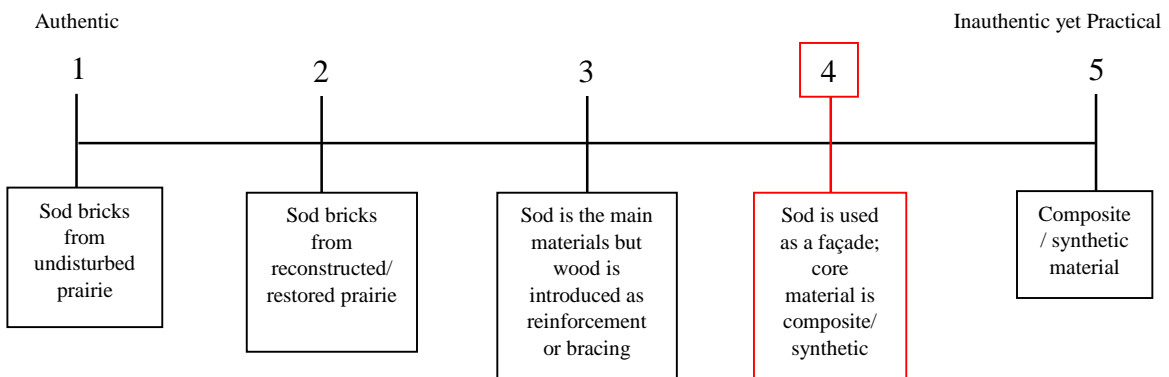 Authentic
Inauthentic yet Practical
1
2
3
4
5
Sod bricks
from
undisturbed
prairie
Sod bricks
from
reconstructed/
restored prairie
Sod is the main
materials but
wood is
introduced as
reinforcement
or bracing
Sod is used
as a façade;
core
material is
composite/
synthetic
Composite
/ synthetic
material